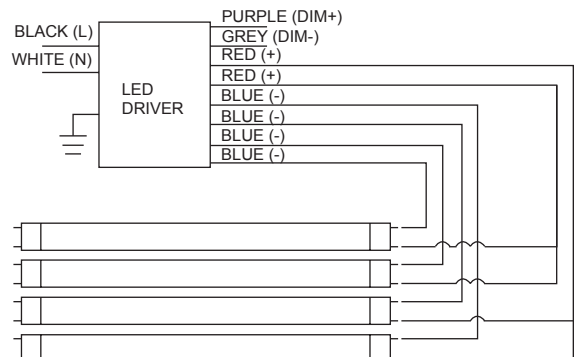 PURPLE (DIM+)
BLACK (L)
GREY (DIM-)
RED (+)
WHITE (N)
RED (+)
LED
DRIVER
BLUE (-)
BLUE (-)
BLUE (-)
BLUE (-)